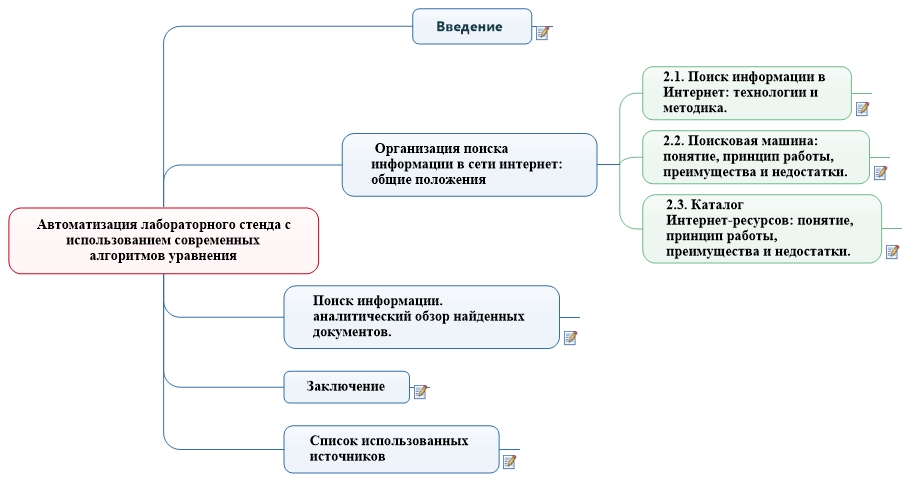 Введение
Организация поиска
информации в сети интернет:
общие положения
2.1. Поиск информации в
Интернет: технологии и
методика.
2.2. Поисковая машина:
понятие, принцип работы,
преимущества и недостатки.
2.3. Каталог
Интернет-ресурсов: понятие,
принцип работы,
преимущества и недостатки.
Автоматизация лабораторного стенда с
использованием современных
алгоритмов уравнения
Поиск информации.
аналитический обзор найденных
документов.
Заключение
Список использованных
источников